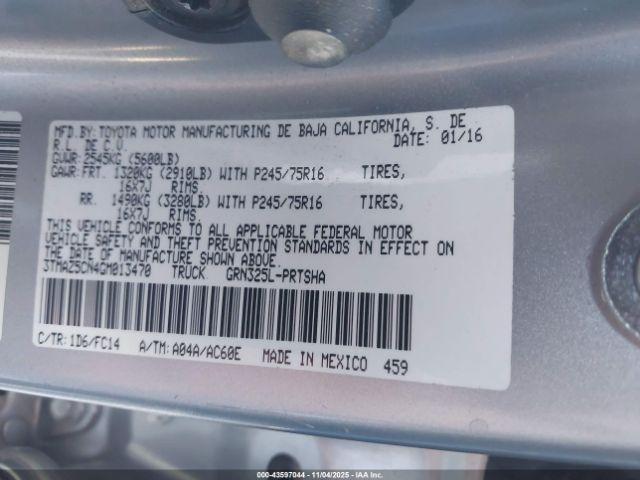 MFD.BY:TOYOTA MOTOR MANUFACTURING DE BAJA CALIFORNIA, S. DE
R.L. DE C.V. DATE: 01/16
GVWR:2545KG (5600LB)
GAWR:FRT. 1320KG (2910LB) WITH P245/75R16 TIRES,
16X7J RIMS.
RR. 1490KG (3280LB) WITH P245/75R16 TIRES,
16X7J RIMS.
THIS VEHICLE CONFORMS TO ALL APPLICABLE FEDERAL MOTOR
VEHICLE SAFETY AND THEFT PREVENTION STANDARDS IN EFFECT ON
THE DATE OF MANUFACTURE SHOWN ABOVE.
3TMAZ5CN4GM013470 TRUCK GRN325L-PRTSHA
C/TR:1D6/FC14 A/TM:A04A/AC60E MADE IN MEXICO 459
000-43597044 - 11/04/2025 - IAAI.COM